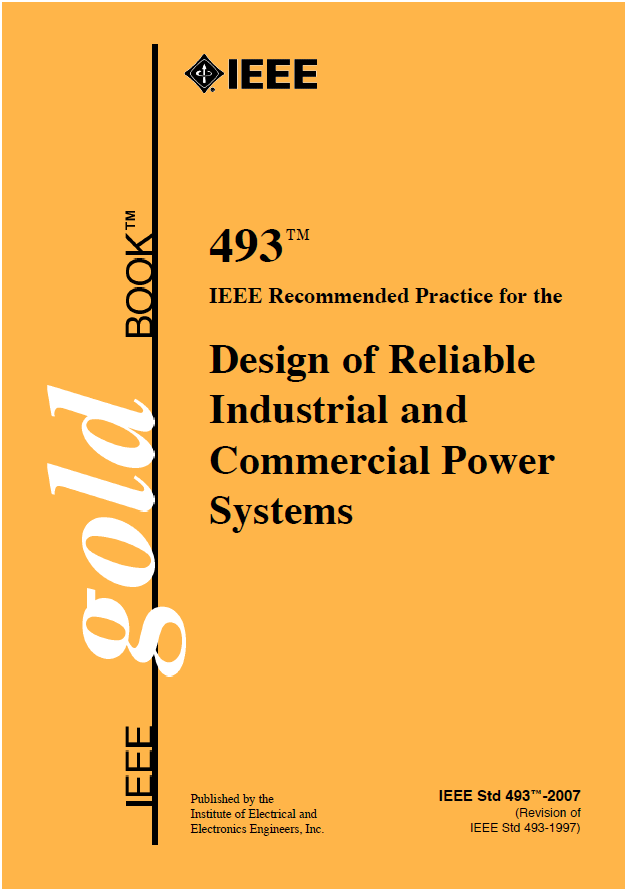 IEEE
493™
IEEE Recommended Practice for the
Design of Reliable
Industrial and
Commercial Power
Systems
IEEE gold BOOK™
Published by the
Institute of Electrical and
Electronics Engineers, Inc.
IEEE Std 493™-2007
(Revision of
IEEE Std 493-1997)